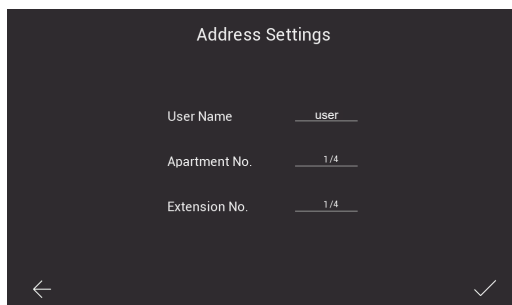 Address Settings
User Name user
Apartment No. 1/4
Extension No. 1/4